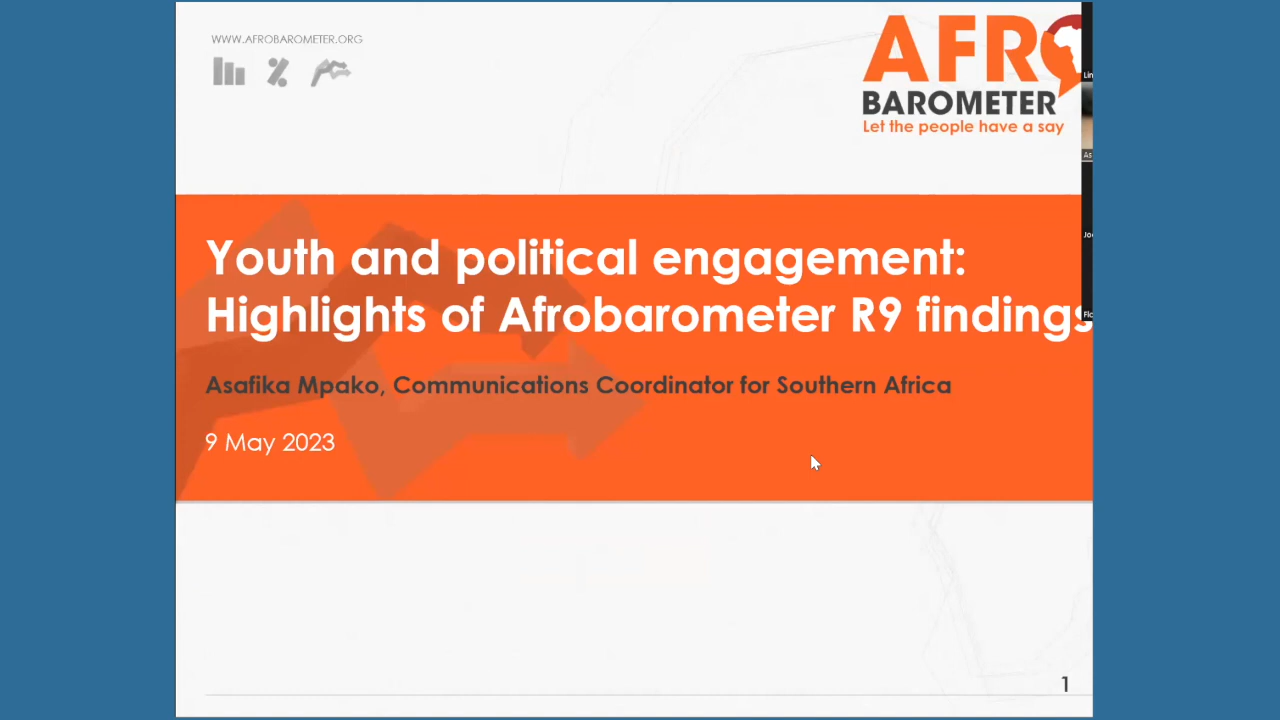 WWW.AFROBAROMETER.ORG
AFRO
BAROMETER
Let the people have a say
Youth and political engagement:
Highlights of Afrobarometer R9 findings
Asafika Mpako, Communications Coordinator for Southern Africa
9 May 2023
1